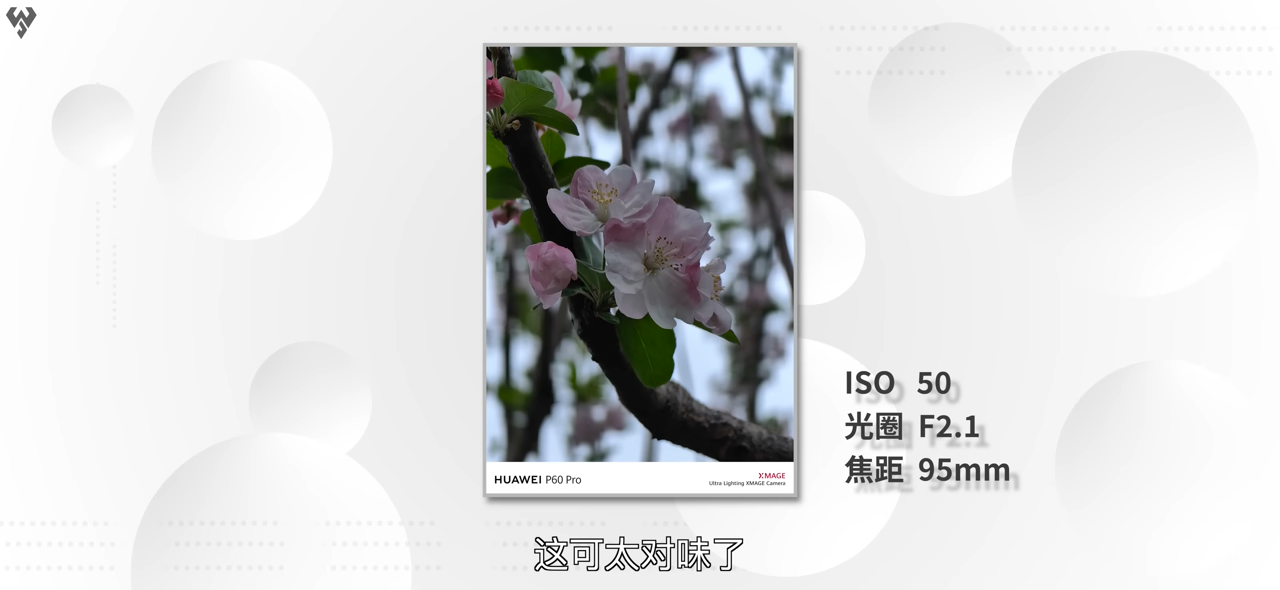 HUAWEI P60 Pro
XMAGE
Ultra Lighting XMAGE Camera
ISO 50
光圈 F2.1
焦距 95mm
这可太对味了